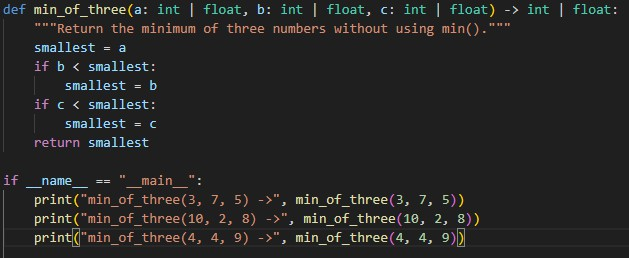 def min_of_three(a: int | float, b: int | float, c: int | float) -> int | float:
    """Return the minimum of three numbers without using min()."""
    smallest = a
    if b < smallest:
        smallest = b
    if c < smallest:
        smallest = c
    return smallest

if __name__ == "__main__":
    print("min_of_three(3, 7, 5) ->", min_of_three(3, 7, 5))
    print("min_of_three(10, 2, 8) ->", min_of_three(10, 2, 8))
    print("min_of_three(4, 4, 9) ->", min_of_three(4, 4, 9))